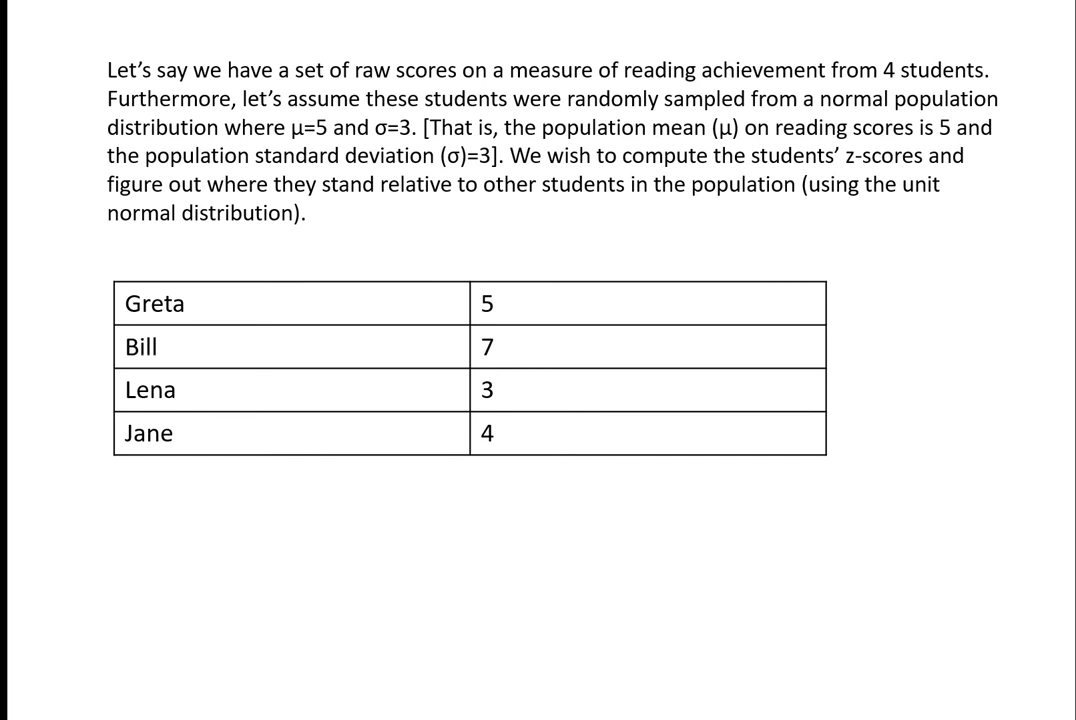 Let’s say we have a set of raw scores on a measure of reading achievement from 4 students.
Furthermore, let’s assume these students were randomly sampled from a normal population
distribution where μ=5 and σ=3. [That is, the population mean (μ) on reading scores is 5 and
the population standard deviation (σ)=3]. We wish to compute the students’ z-scores and
figure out where they stand relative to other students in the population (using the unit
normal distribution).
Greta 5
Bill 7
Lena 3
Jane 4